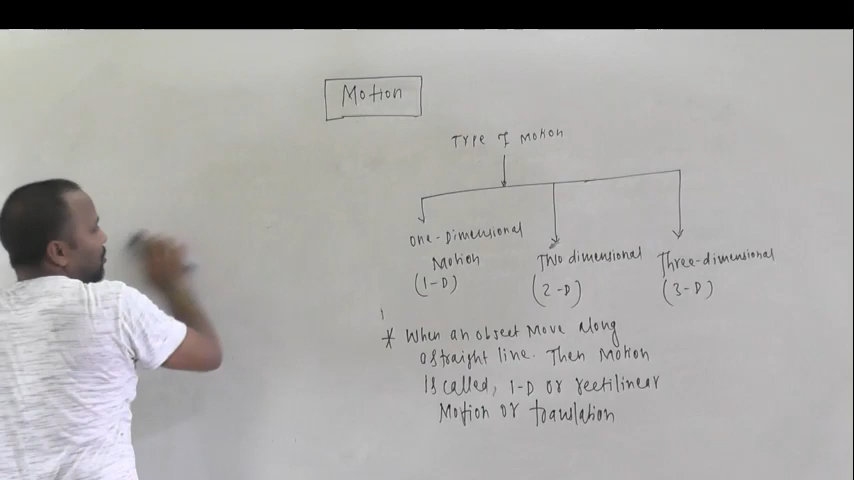 Motion
Type of Motion
One-Dimensional
Motion
(1-D)
Two dimensional
(2-D)
Three-dimensional
(3-D)
* When an obsect Move along
a straight line. Then Motion
Is called, 1-D or rectilinear
Motion or translation